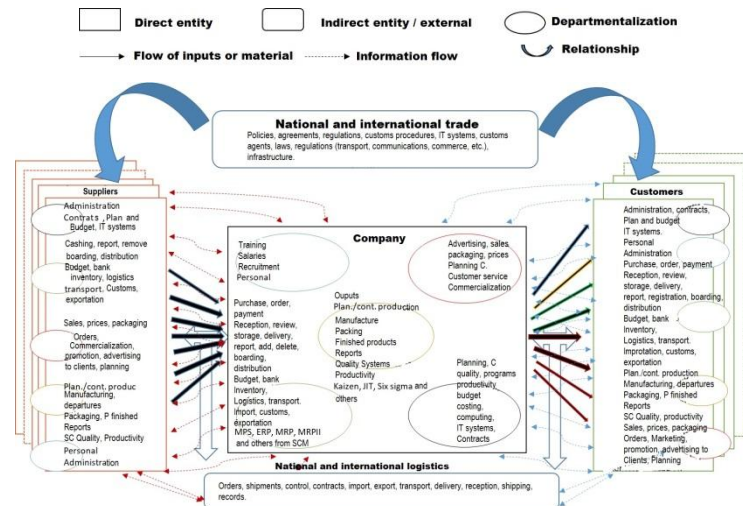 Direct entity
Indirect entity / external
Departmentalization
Flow of inputs or material
Information flow
Relationship
National and international trade
Policies, agreements, regulations, customs procedures, IT systems, customs
agents, laws, regulations (transport, communications, commerce, etc.),
infrastructure.
Suppliers
Administration
Contrats ,Plan and
Budget, IT systems
Cashing, report, remove
boarding, distribution
Budget, bank
inventory, logistics
transport, Customs,
exportation
Sales, prices, packaging
Orders,
Commercialization,
promotion, advertising
to clients, planning
Plan./cont. produc
Manufacturing,
departures
Packaging, P finished
Reports
SC Quality, Productivity
Personal
Administration
Company
Training
Salaries
Recruitment
Personal
Advertising, sales
packaging, prices
Planning C.
Customer service
Commercialization
Purchase, order,
payment
Reception, review,
storage, delivery,
report, add, delete,
boarding,
distribution
Budget, bank
Inventory,
Logistics, transport.
Import, customs,
exportation
MPS, ERP, MRP, MRPII
and others from SCM
Ouputs
Plan./cont. production
Manufacture
Packing
Finished products
Reports
Quality Systems
Productivity
Kaizen, JIT, Six sigma and
others
Planning, C
quality, programs
productivity
budget
costing,
computing,
IT systems,
Contracts
Customers
Administration, contracts,
Plan and budget
IT systems.
Personal
Administration
Purchase, order, payment
Reception, review,
storage, delivery,
report, registration, boarding,
distribution
Budget, bank
Inventory,
Logistics, transport.
Improtation, customs,
exportation
Plan./cont. production
Manufacturing, departures
Packaging, P finished
Reports
SC quality, productivity
Sales, prices, packaging
Orders, Marketing,
promotion, advertising to
Clients, Planning
National and international logistics
Orders, shipments, control, contracts, import, export, transport, delivery, reception, shipping,
records.